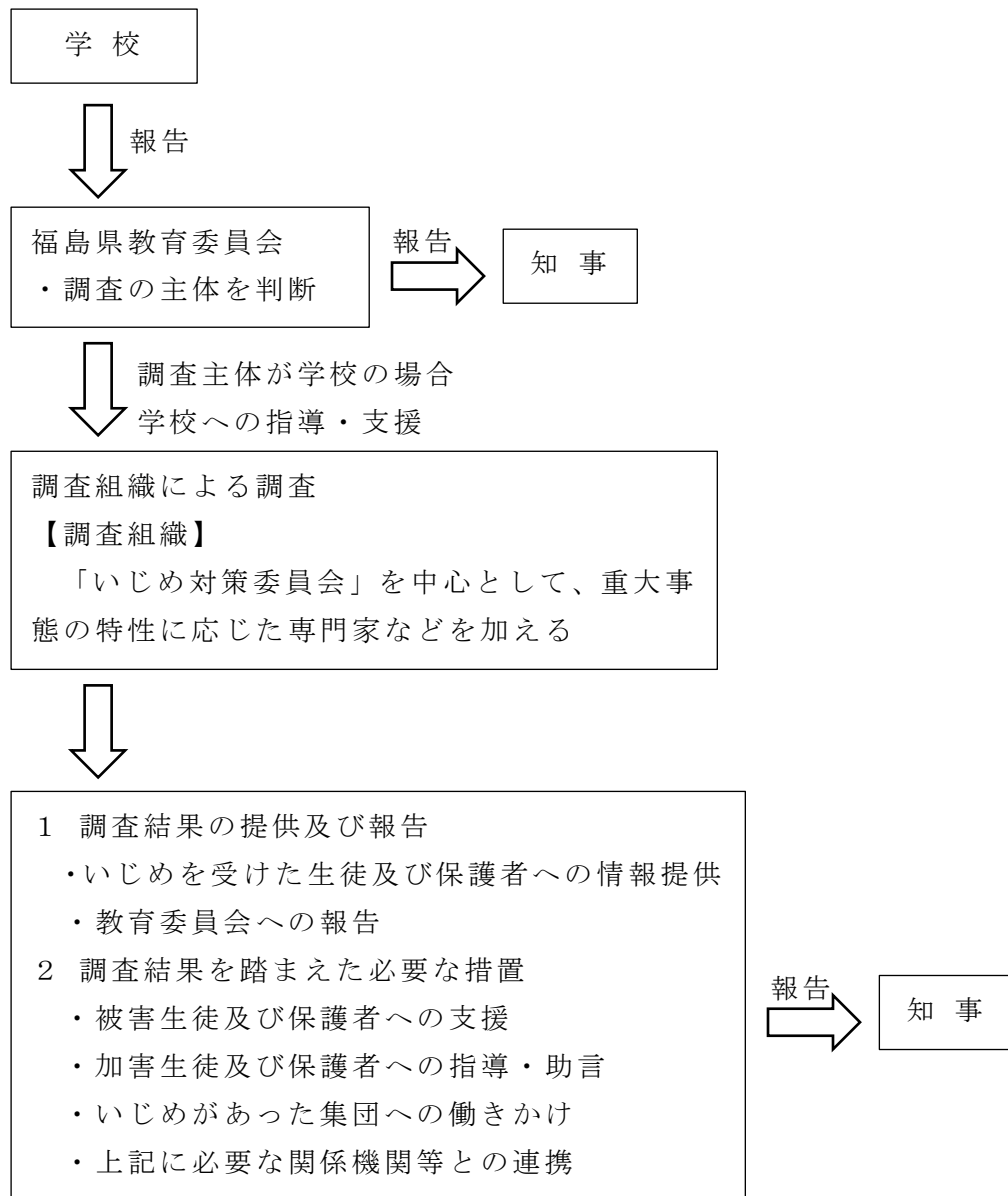 学 校
報告
福島県教育委員会
・調査の主体を判断
報告
知 事
調査主体が学校の場合
学校への指導・支援
調査組織による調査
【調査組織】
「いじめ対策委員会」を中心として、重大事
態の特性に応じた専門家などを加える
1 調査結果の提供及び報告
・いじめを受けた生徒及び保護者への情報提供
・教育委員会への報告
2 調査結果を踏まえた必要な措置
・被害生徒及び保護者への支援
・加害生徒及び保護者への指導・助言
・いじめがあった集団への働きかけ
・上記に必要な関係機関等との連携
報告
知 事